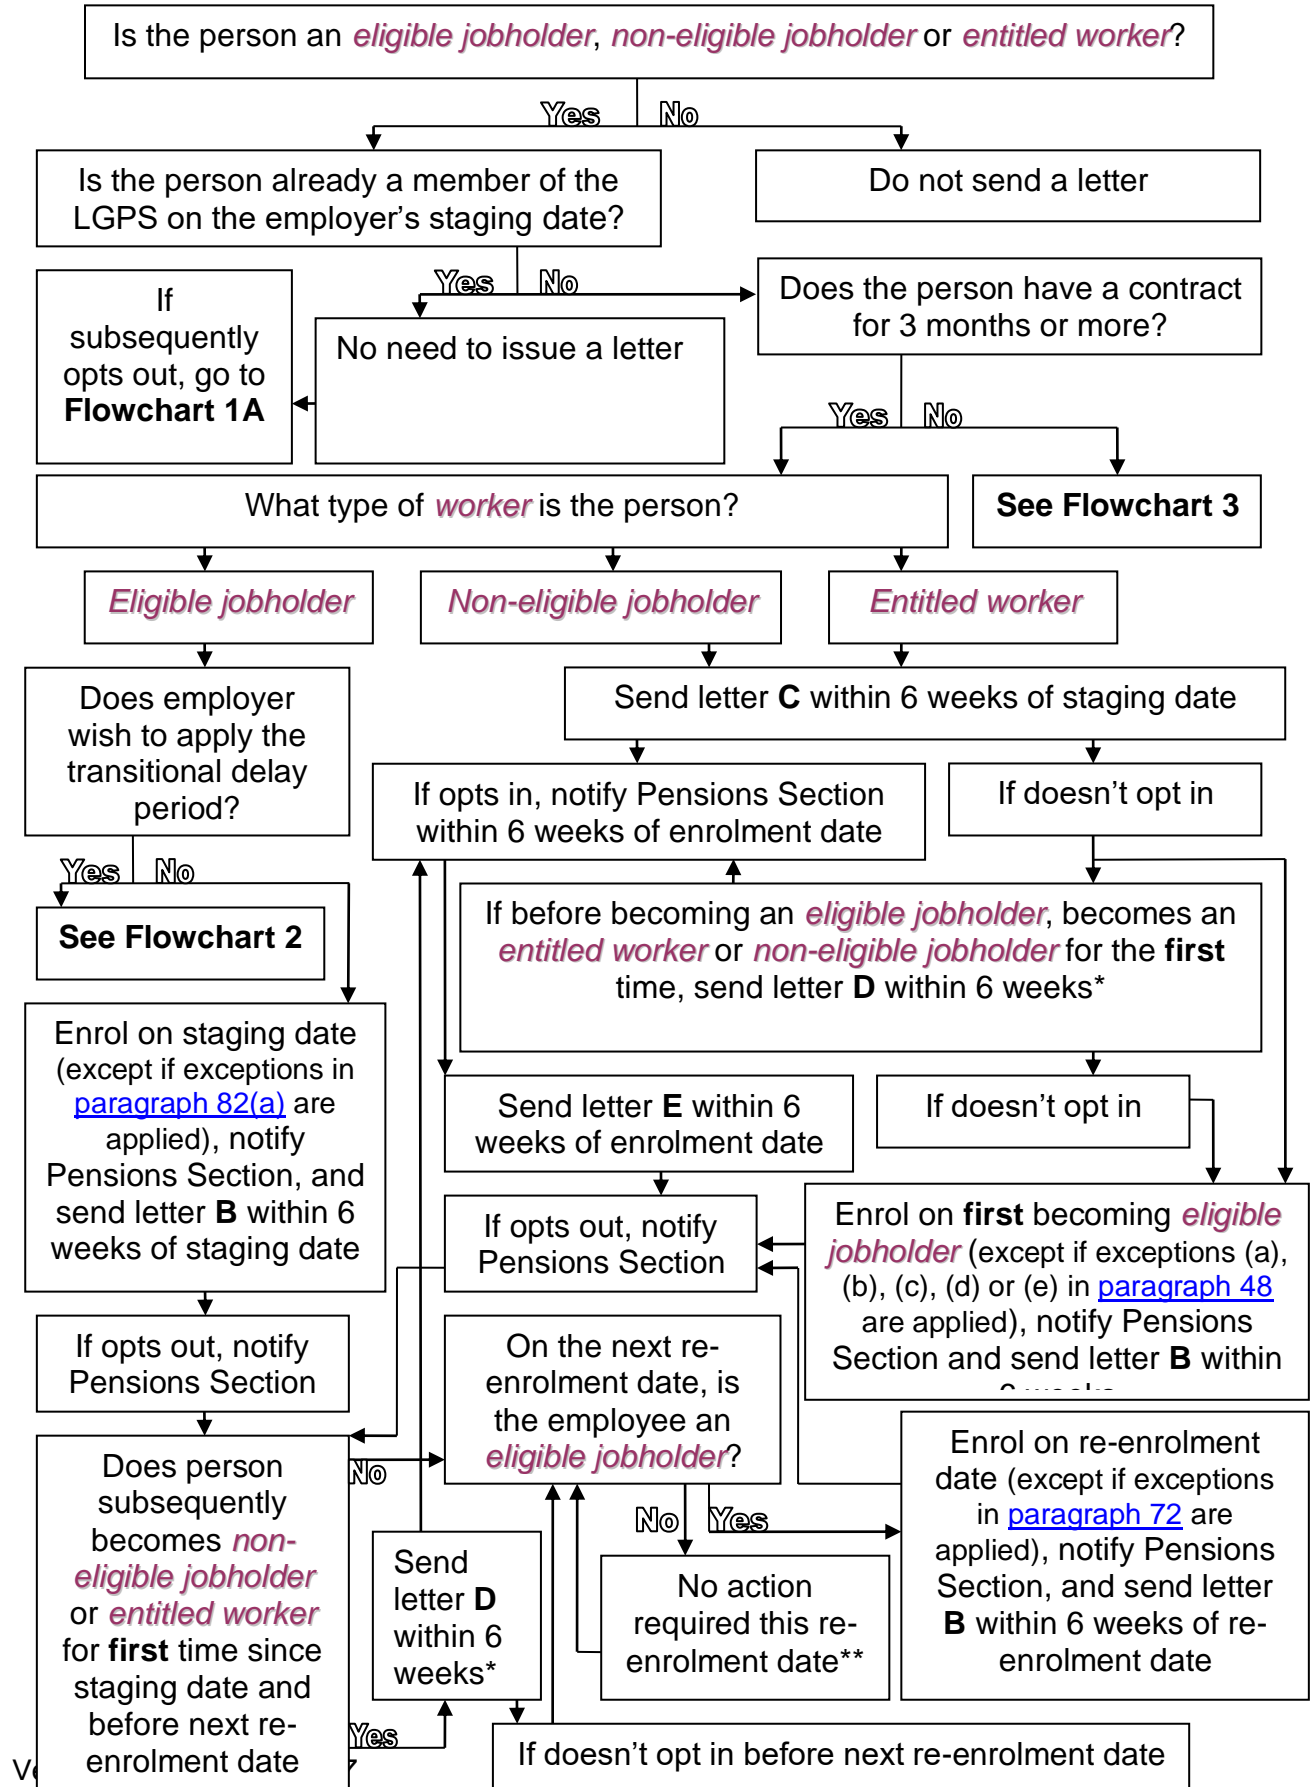 Is the person an eligible jobholder, non-eligible jobholder or entitled worker?
Yes No
Is the person already a member of the
LGPS on the employer’s staging date?
Do not send a letter
Yes No
If
subsequently
opts out, go to
Flowchart 1A
No need to issue a letter
Does the person have a contract
for 3 months or more?
Yes No
What type of worker is the person?
See Flowchart 3
Eligible jobholder
Non-eligible jobholder
Entitled worker
Does employer
wish to apply the
transitional delay
period?
Send letter C within 6 weeks of staging date
If opts in, notify Pensions Section
within 6 weeks of enrolment date
If doesn’t opt in
Yes No
See Flowchart 2
If before becoming an eligible jobholder, becomes an
entitled worker or non-eligible jobholder for the first
time, send letter D within 6 weeks*
Enrol on staging date
(except if exceptions in
paragraph 82(a) are
applied), notify
Pensions Section, and
send letter B within 6
weeks of staging date
Send letter E within 6
weeks of enrolment date
If doesn’t opt in
If opts out, notify
Pensions Section
Enrol on first becoming eligible
jobholder (except if exceptions (a),
(b), (c), (d) or (e) in paragraph 48
are applied), notify Pensions
Section and send letter B within
6 weeks
If opts out, notify
Pensions Section
On the next re-
enrolment date, is
the employee an
eligible jobholder?
Enrol on re-enrolment
date (except if exceptions
in paragraph 72 are
applied), notify Pensions
Section, and send letter
B within 6 weeks of re-
enrolment date
Does person
subsequently
becomes non-
eligible jobholder
or entitled worker
for first time since
staging date and
before next re-
enrolment date
No
No Yes
Send
letter D
within 6
weeks*
No action
required this re-
enrolment date**
Yes
If doesn’t opt in before next re-enrolment date